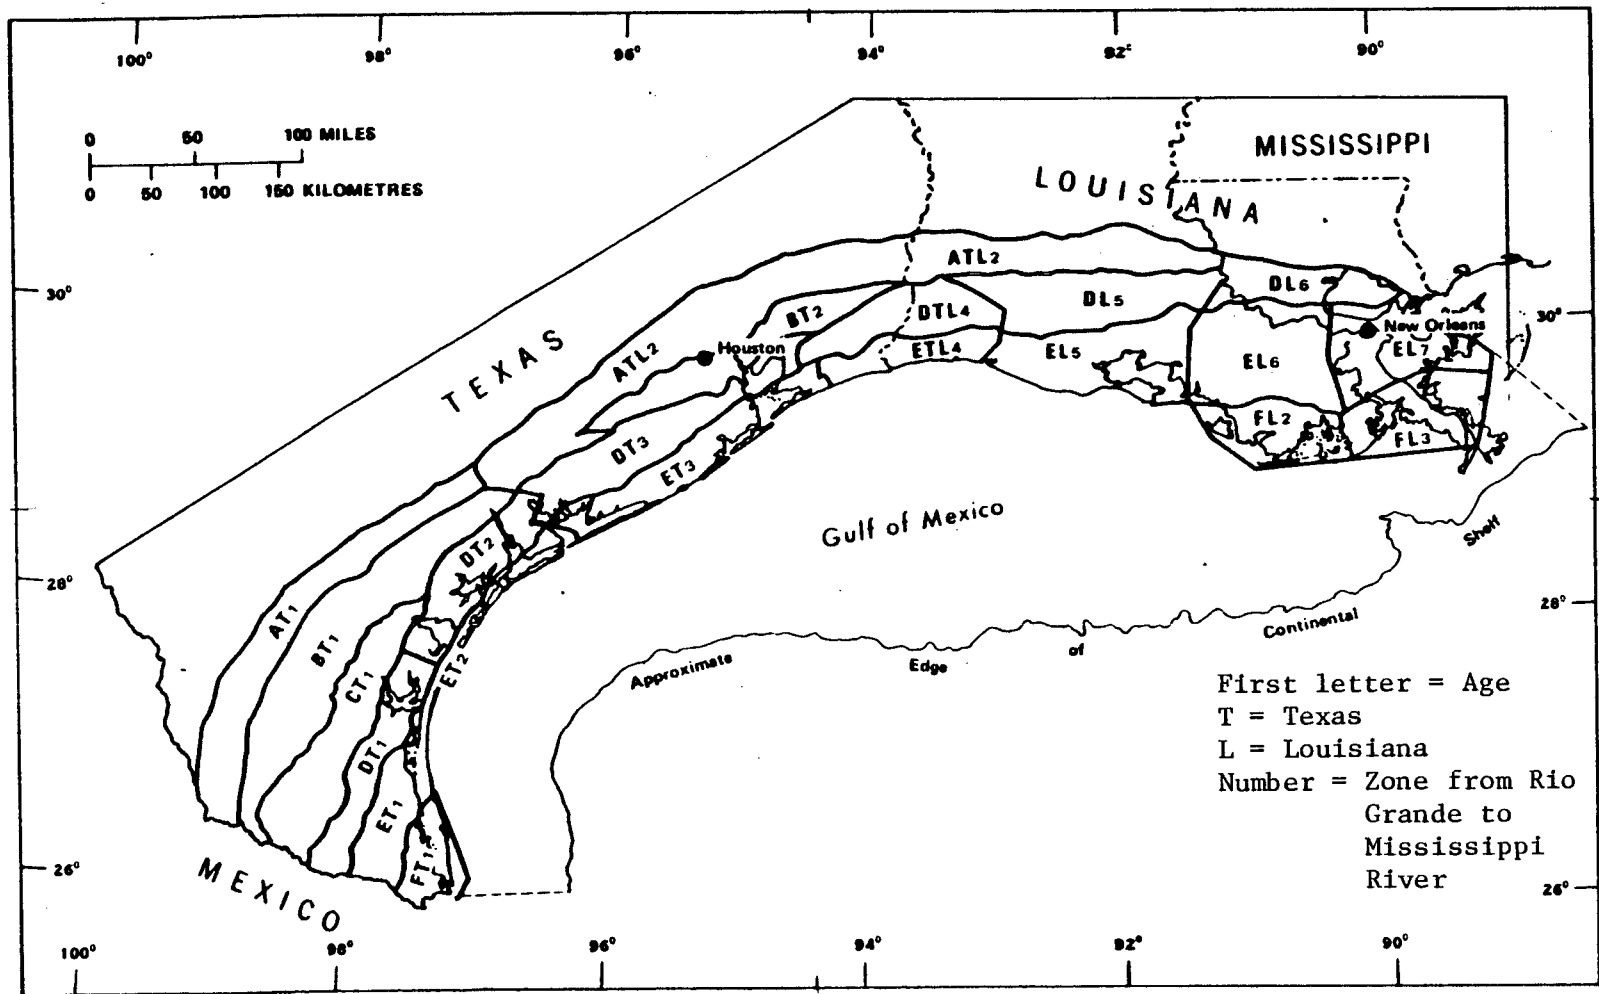 100° 98° 96° 94° 92° 90°
0 50 100 MILES
0 50 100 150 KILOMETRES
MISSISSIPPI
LOUISIANA
TEXAS
ATL2
DL6
30°
DL5
BT2
DTL4
30°
New Orleans
Houston
ETL4
EL5
EL7
ATL2
EL6
FL2
FL3
DT3
ET3
Gulf of Mexico
Shelf
DT2
28°
28°
AT1
BT1
CT1
ET2
Approximate Edge of Continental
DT1
ET1
FT1
First letter = Age
T = Texas
L = Louisiana
Number = Zone from Rio
Grande to
Mississippi
River
26°
26°
MEXICO
100° 98° 96° 94° 92° 90°